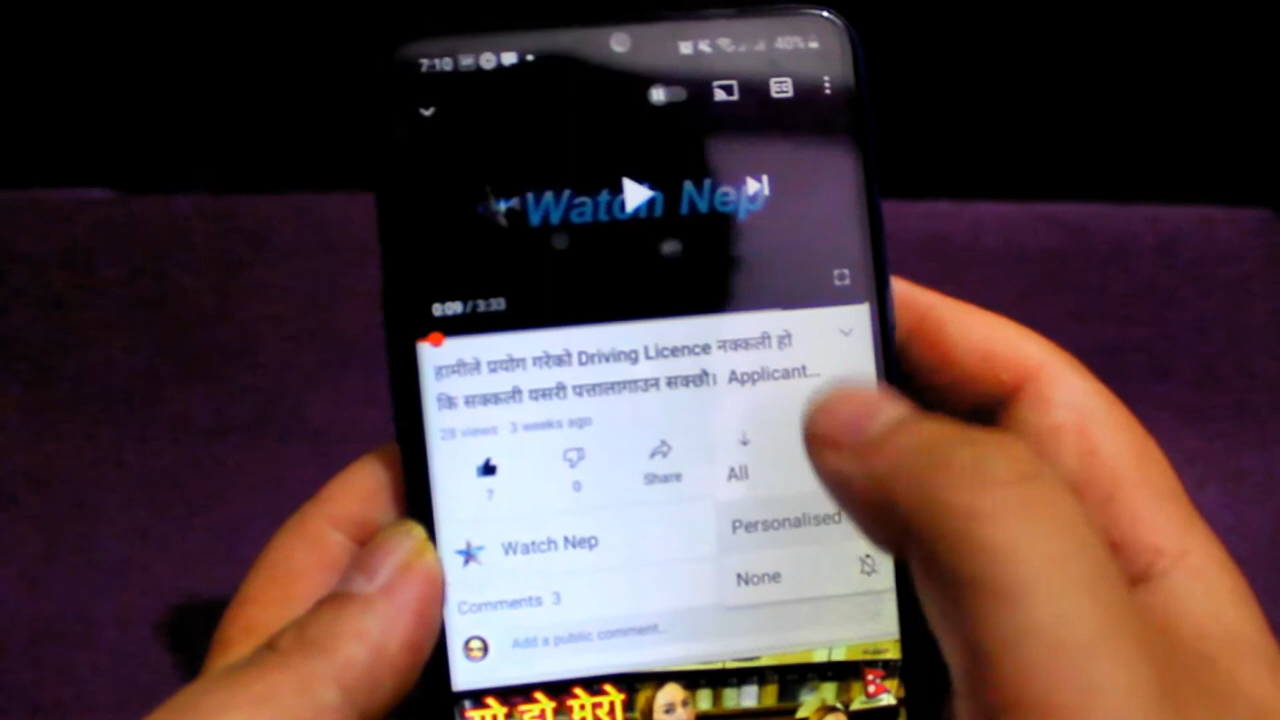 7:10
40%
Watch Nep
0:09 / 3:33
हामीले प्रयोग गरेको Driving Licence नक्कली हो
कि सक्कली यसरी पत्तालागाउन सक्छौ। Applicant...
28 views · 3 weeks ago
7
0
Share
All
Personalised
None
Watch Nep
Comments 3
Add a public comment...
यो हो मेरो